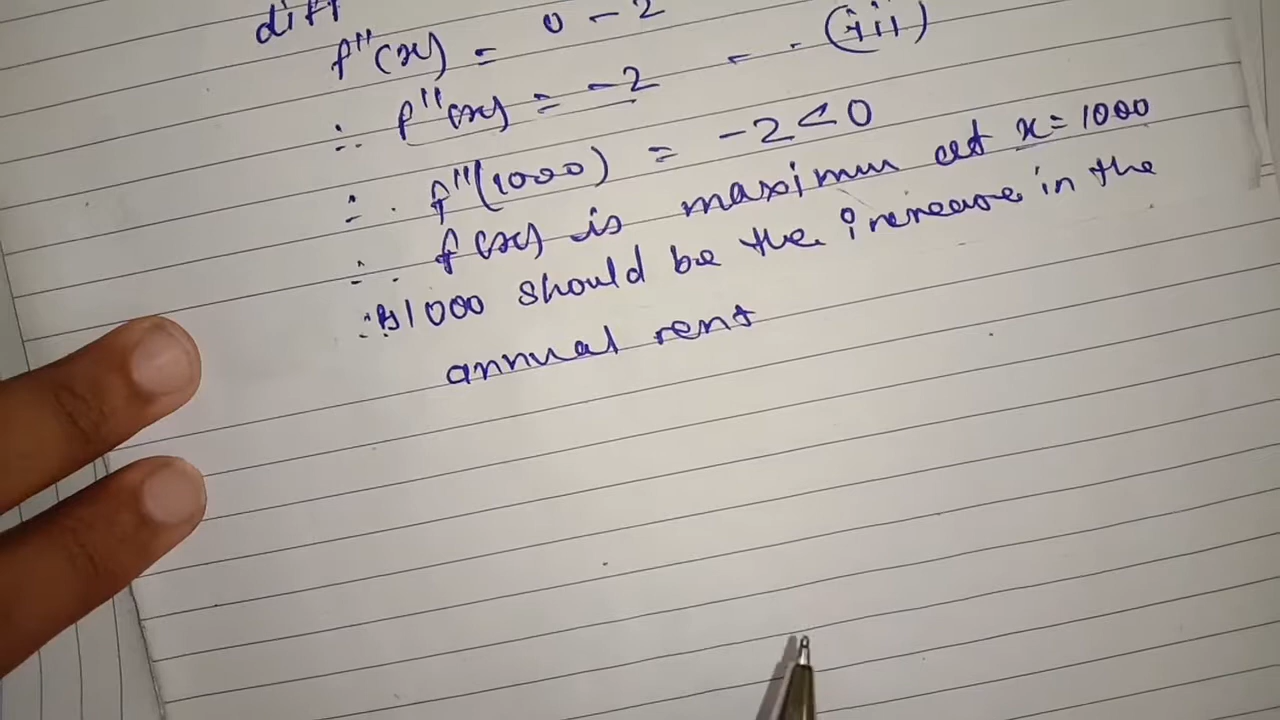 diff
f''(x) = 0 - 2
∴ f''(x) = -2 - - (iii)
∴ f''(1000) = -2 < 0
∴ f(x) is maximum at x = 1000
∴ 1000 should be the increase in the
annual rent